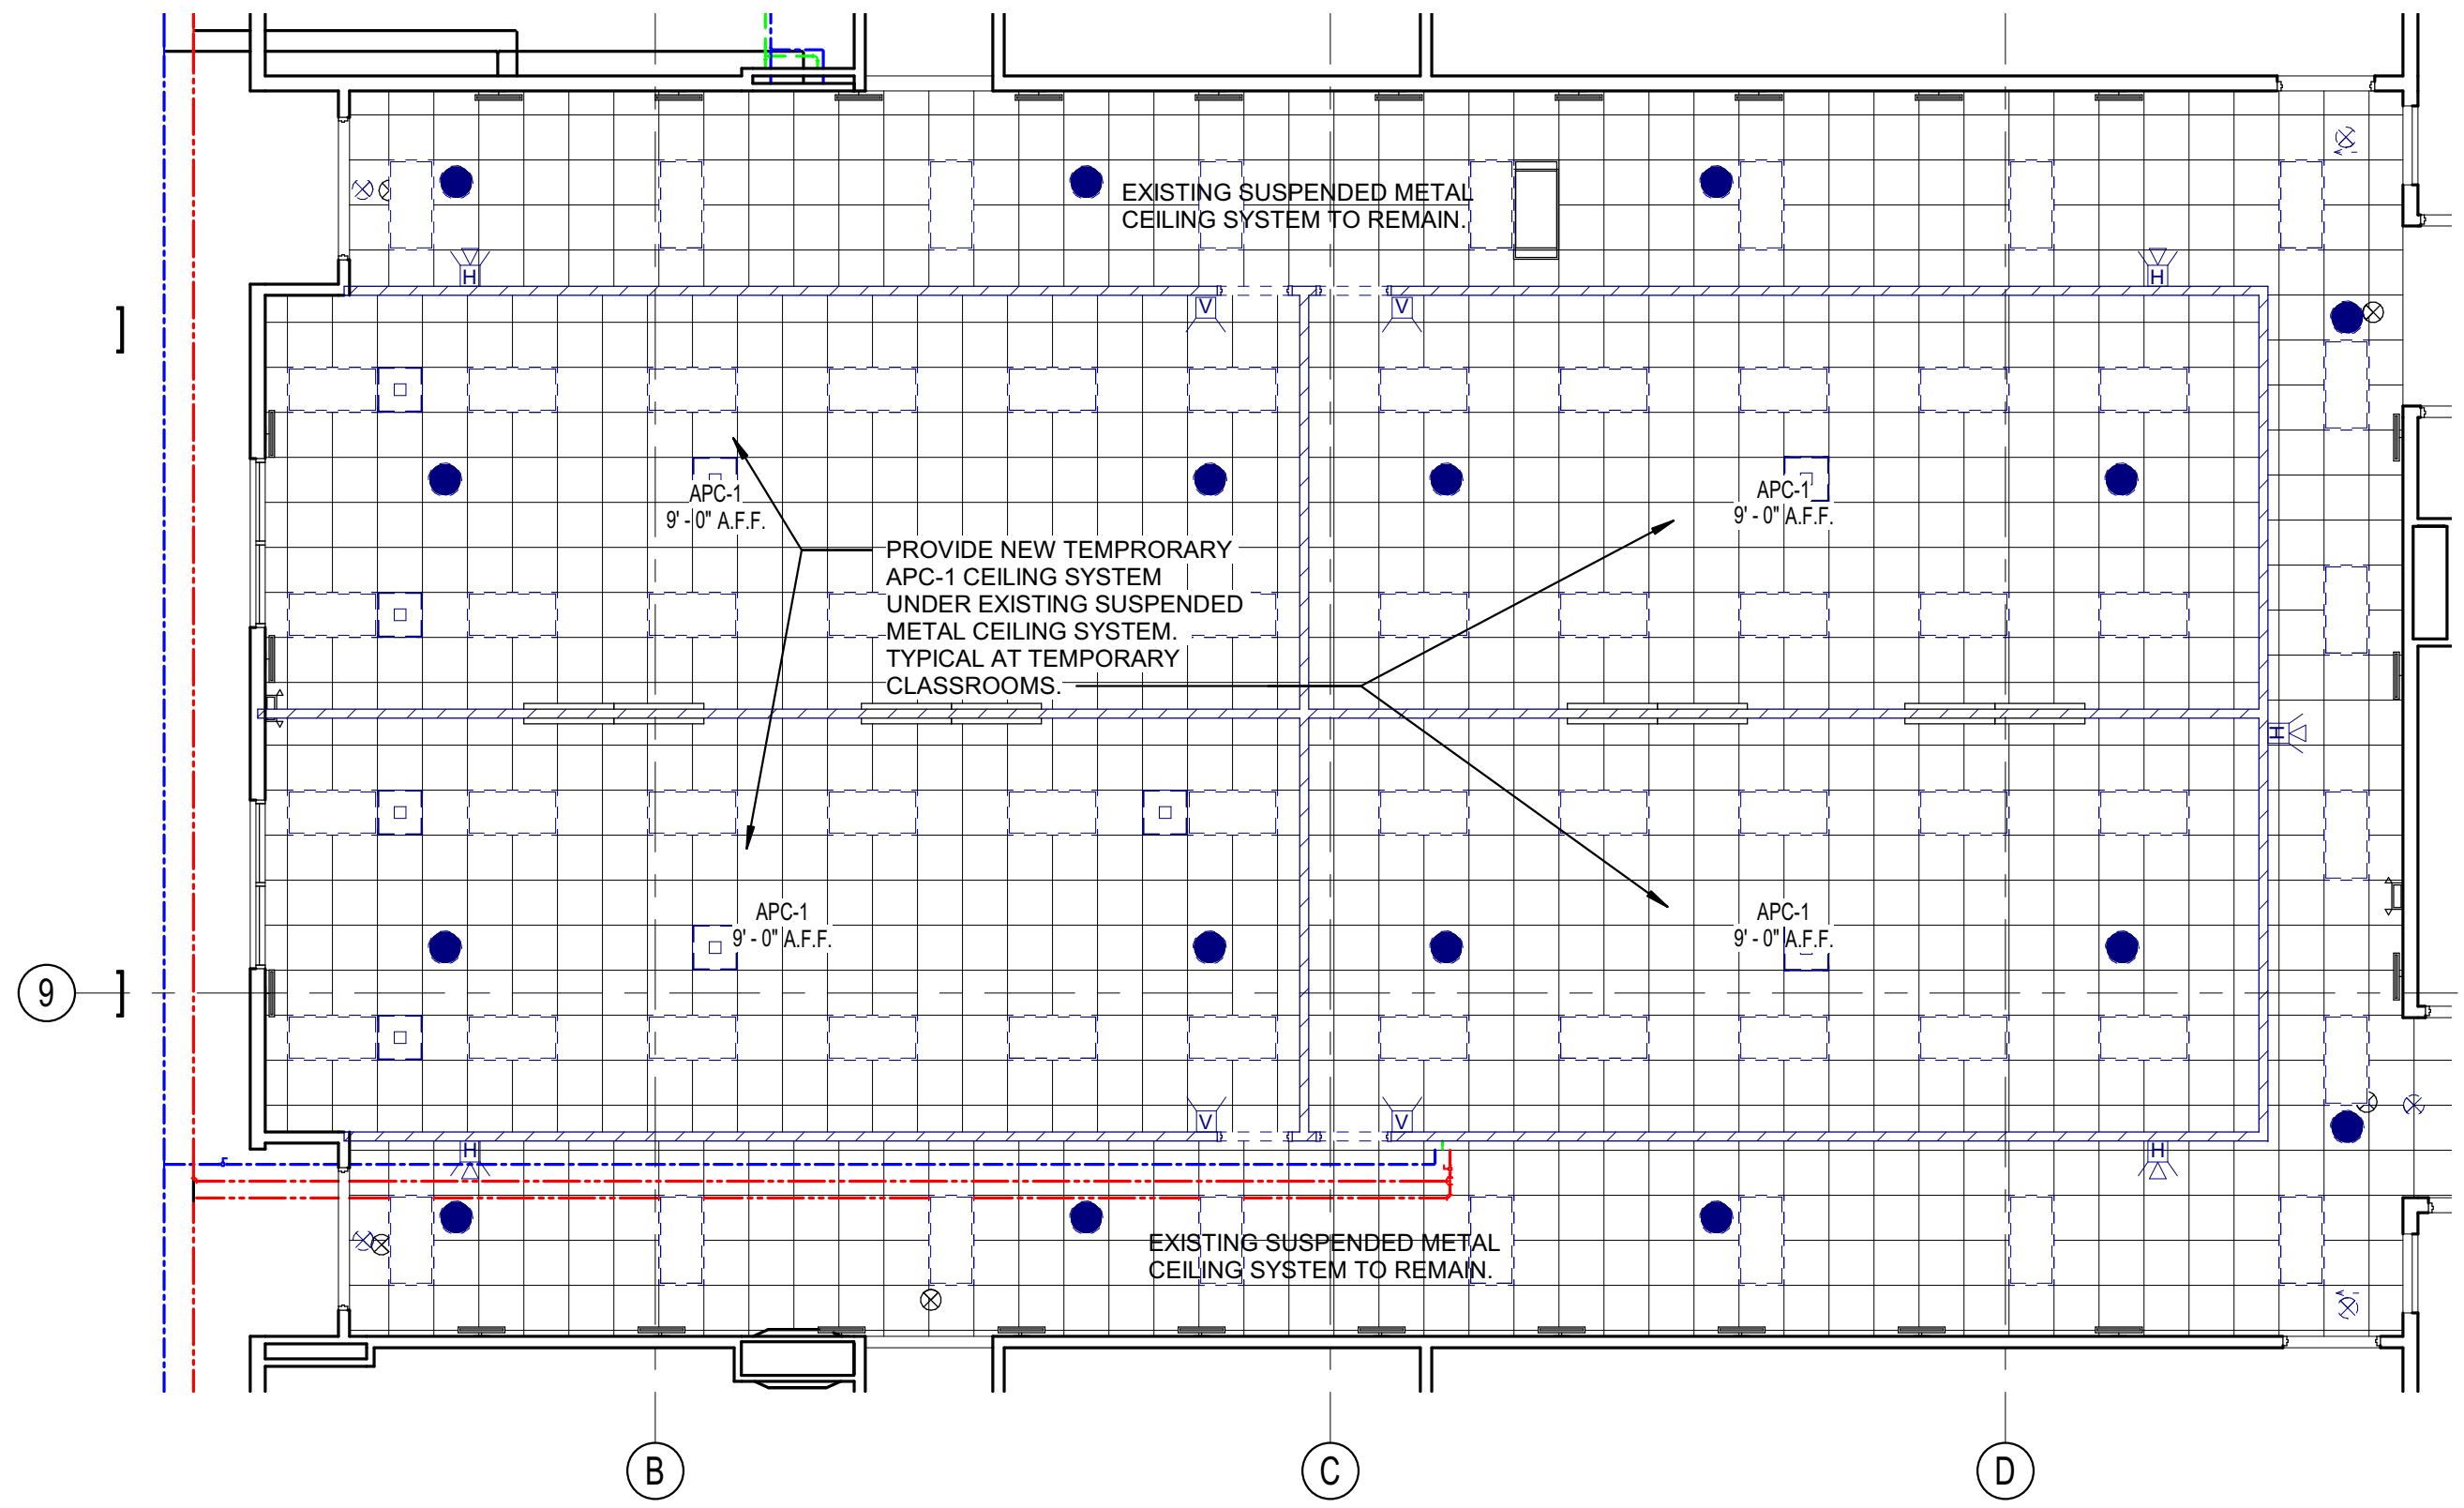 EXISTING SUSPENDED METAL
CEILING SYSTEM TO REMAIN.
H
H
V
V
APC-1
9' - 0" A.F.F.
APC-1
9' - 0" A.F.F.
PROVIDE NEW TEMPRORARY
APC-1 CEILING SYSTEM
UNDER EXISTING SUSPENDED
METAL CEILING SYSTEM.
TYPICAL AT TEMPORARY
CLASSROOMS.
H
APC-1
9' - 0" A.F.F.
APC-1
9' - 0" A.F.F.
9
V
V
H
H
EXISTING SUSPENDED METAL
CEILING SYSTEM TO REMAIN.
B
C
D